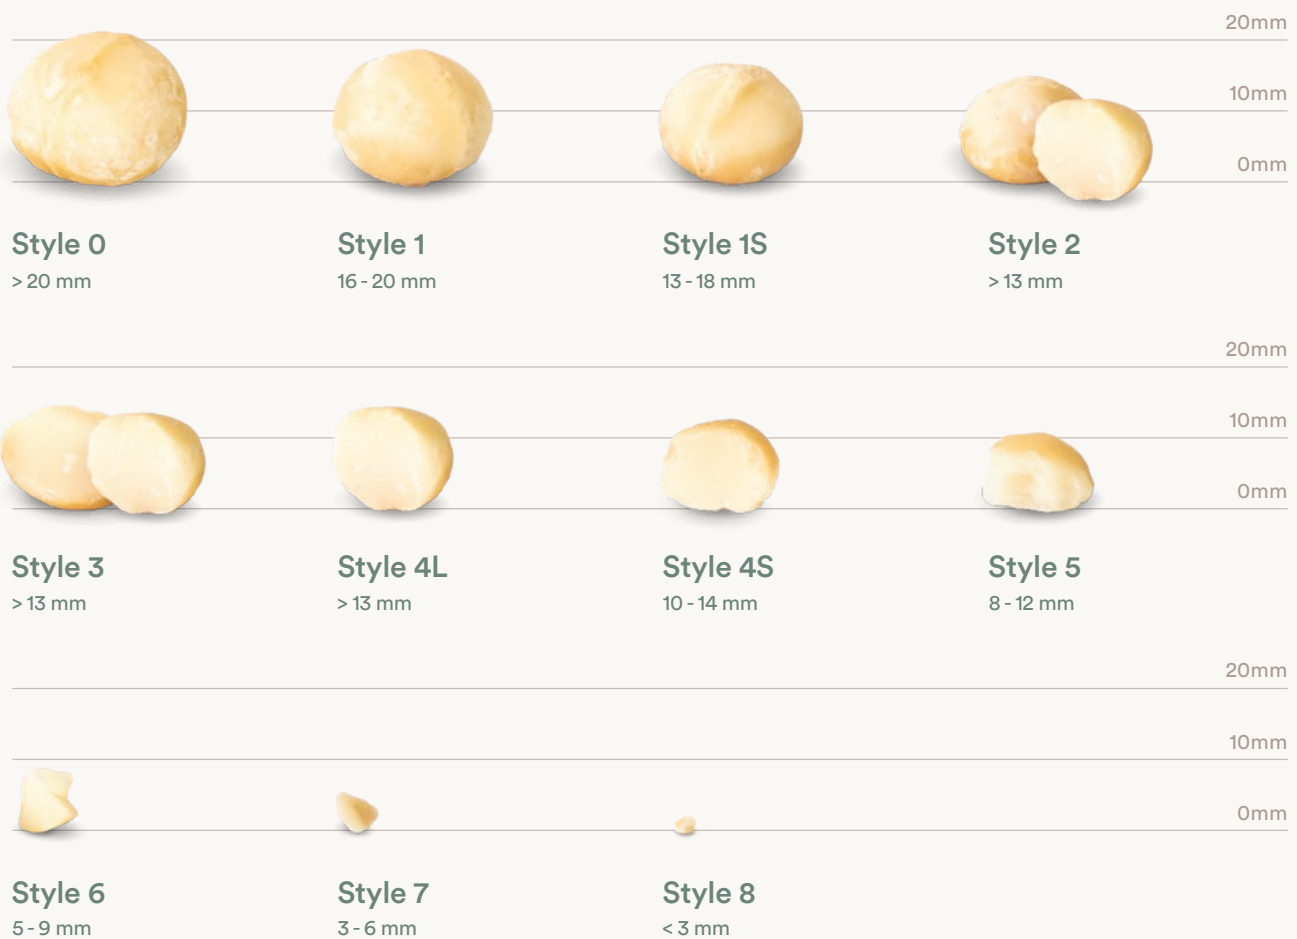 20mm
10mm
0mm
Style 0
> 20 mm
Style 1
16 - 20 mm
Style 1S
13 - 18 mm
Style 2
> 13 mm
20mm
10mm
0mm
Style 3
> 13 mm
Style 4L
> 13 mm
Style 4S
10 - 14 mm
Style 5
8 - 12 mm
20mm
10mm
0mm
Style 6
5 - 9 mm
Style 7
3 - 6 mm
Style 8
< 3 mm